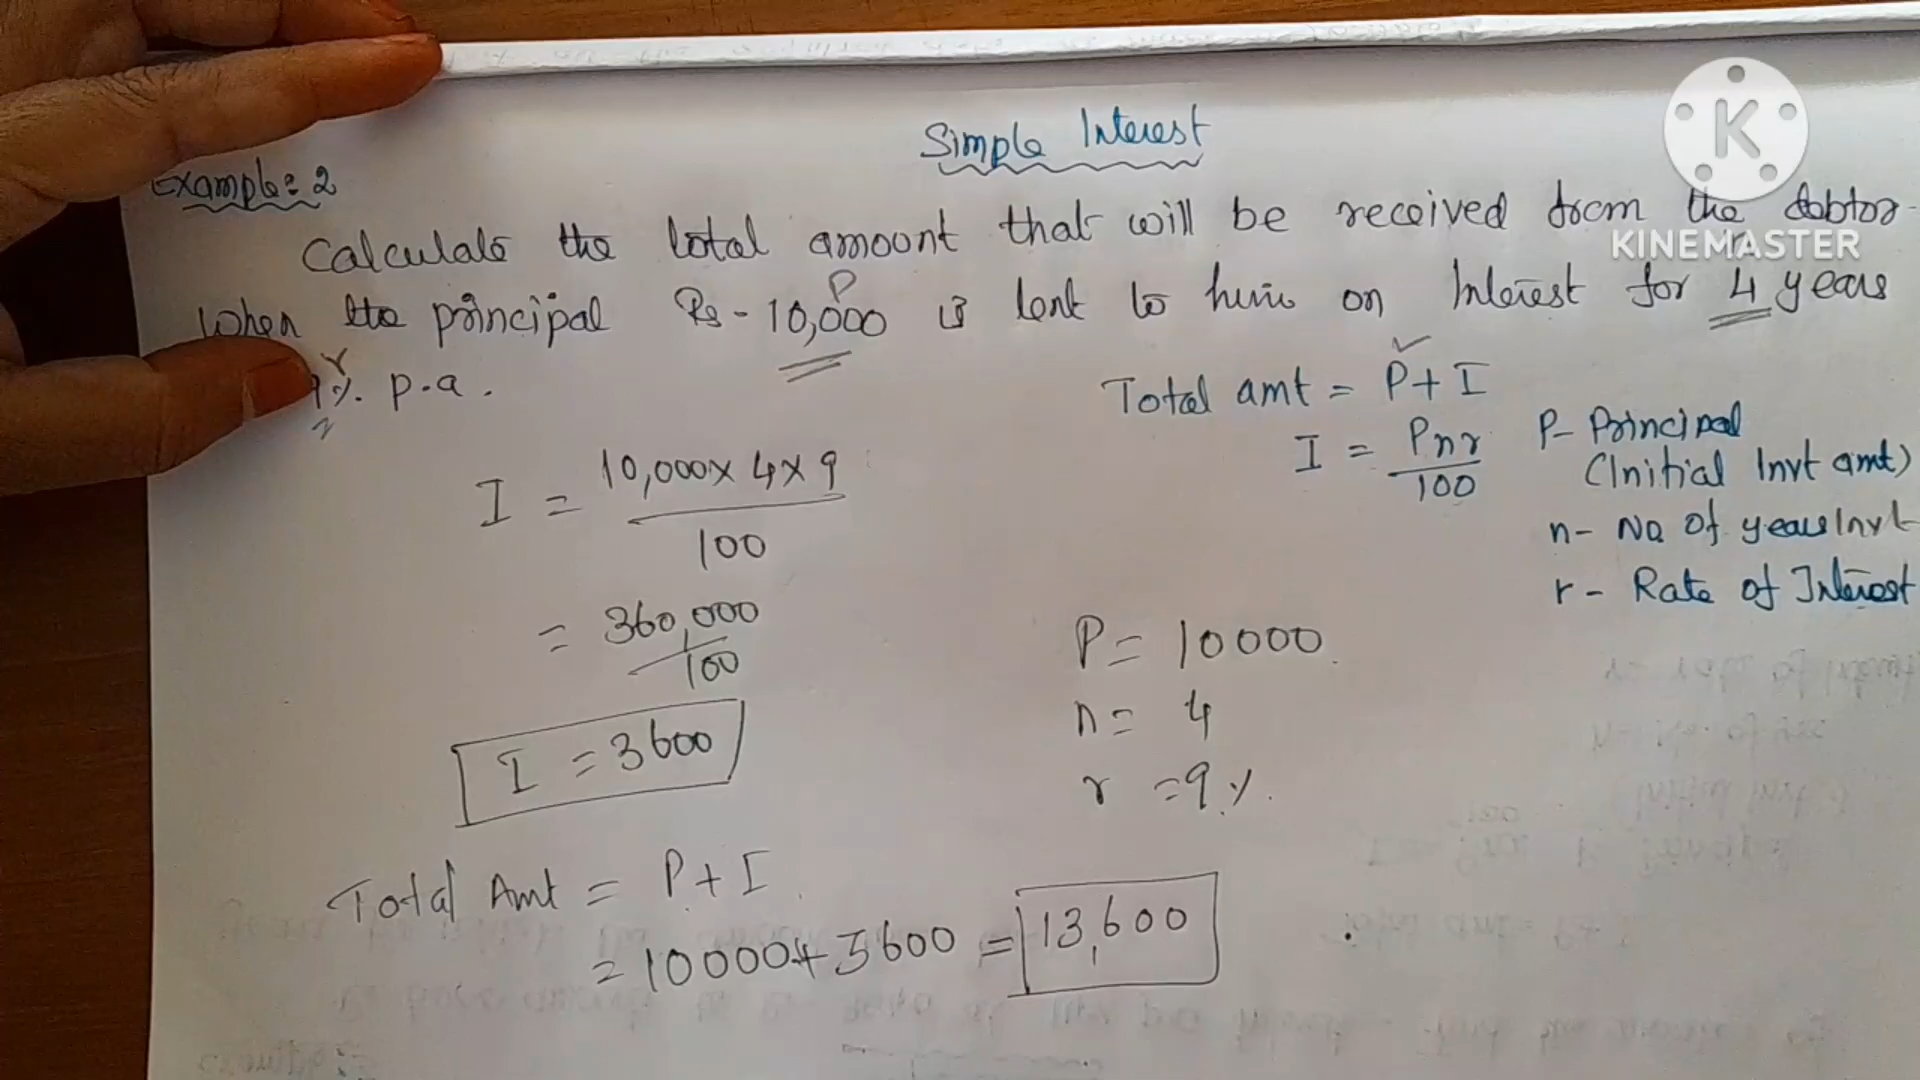 Simple Interest
Example: 2
Calculate the total amount that will be received from the debtor
when the principal Rs - 10,000 is lent to him on Interest for 4 years
P
n
r
9% p.a.
Total amt = P + I
I = Pnr / 100
P - Principal
(Initial Invt amt)
n - No. of years Invt
r - Rate of Interest
I = 10,000 x 4 x 9 / 100
= 360,000 / 100
I = 3600
P = 10000
n = 4
r = 9%.
Total Amt = P + I
= 10000 + 3600 = 13,600
K
KINEMASTER